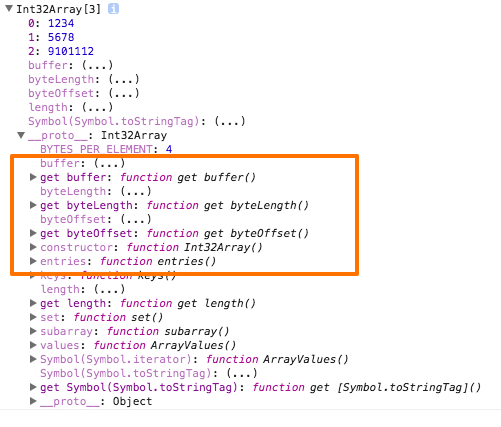 Int32Array[3] i
0: 1234
1: 5678
2: 9101112
buffer: (...)
byteLength: (...)
byteOffset: (...)
length: (...)
Symbol(Symbol.toStringTag): (...)
__proto__: Int32Array
BYTES_PER_ELEMENT: 4
buffer: (...)
get buffer: function get buffer()
byteLength: (...)
get byteLength: function get byteLength()
byteOffset: (...)
get byteOffset: function get byteOffset()
constructor: function Int32Array()
entries: function entries()
keys: function keys()
length: (...)
get length: function get length()
set: function set()
subarray: function subarray()
values: function ArrayValues()
Symbol(Symbol.iterator): function ArrayValues()
Symbol(Symbol.toStringTag): (...)
get Symbol(Symbol.toStringTag): function get [Symbol.toStringTag]()
__proto__: Object